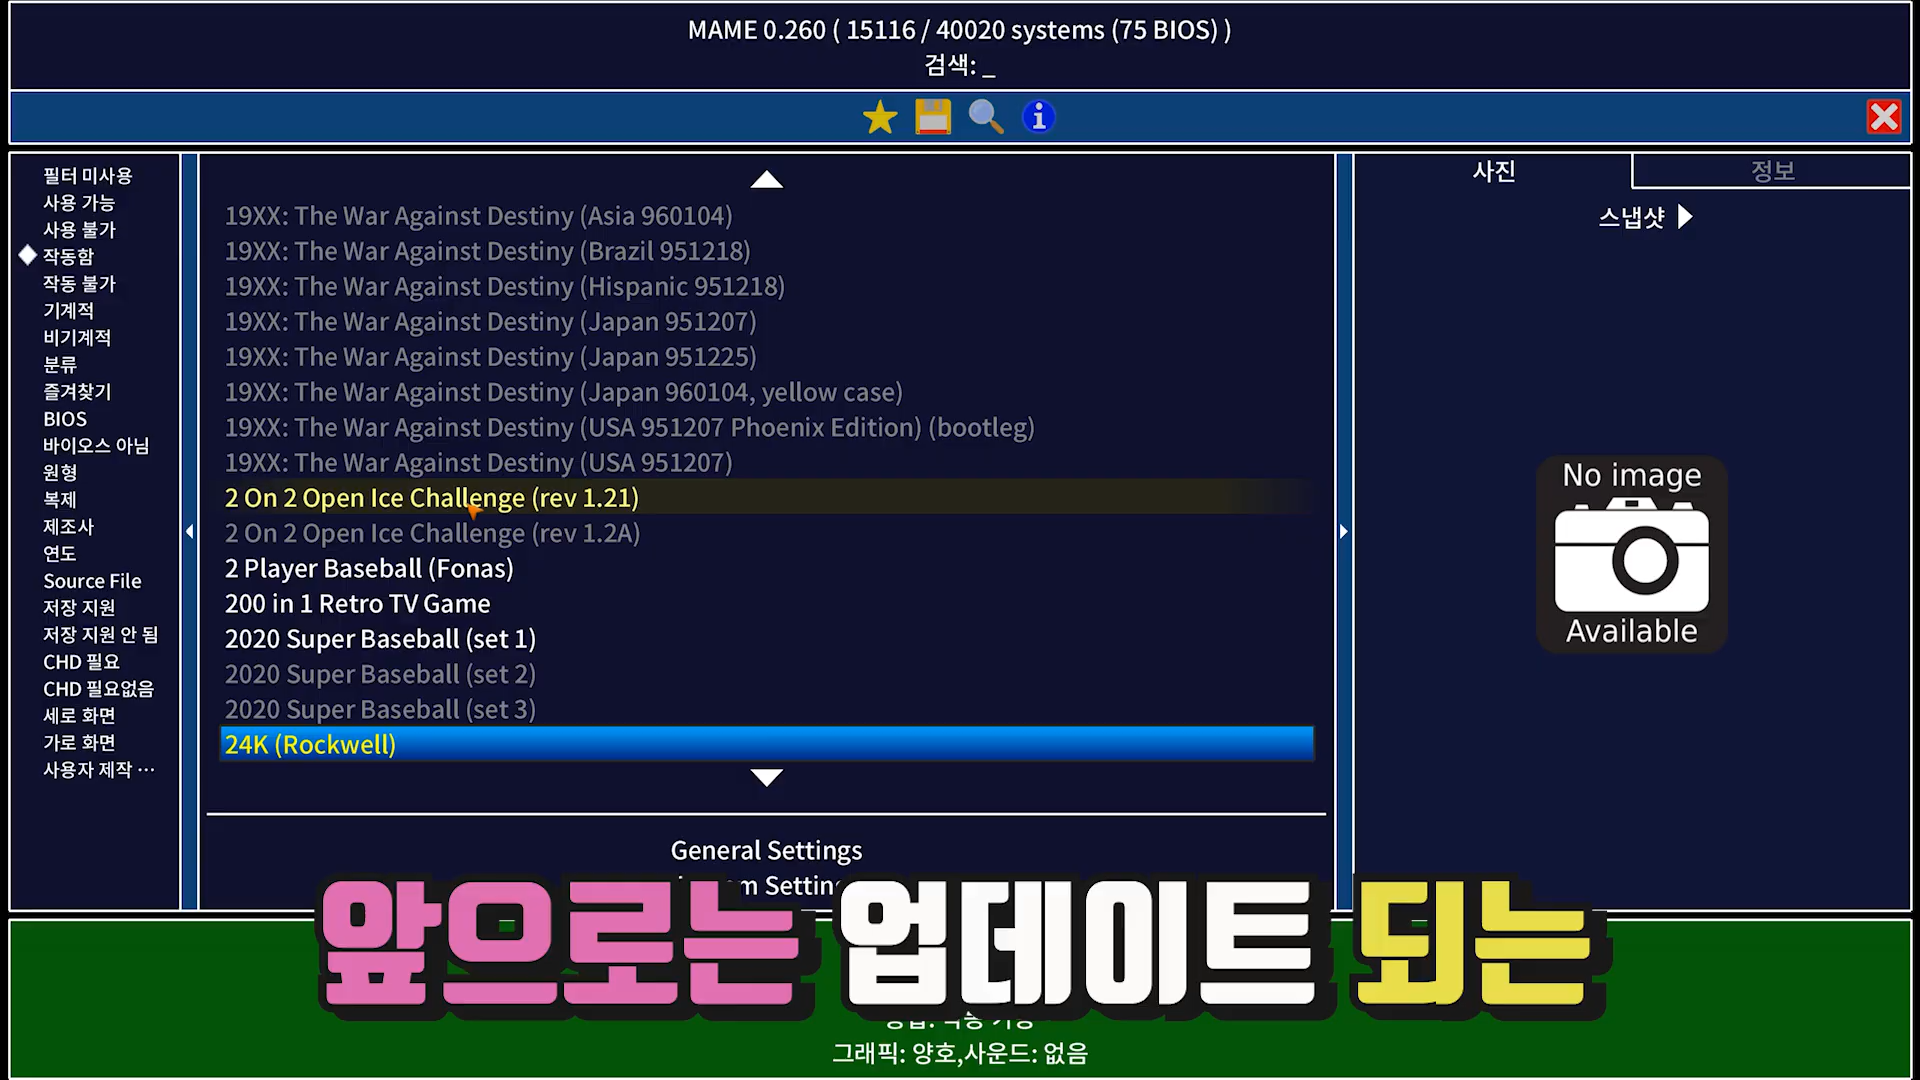 MAME 0.260 ( 15116 / 40020 systems (75 BIOS) )
검색: _
필터 미사용
사용 가능
사용 불가
작동함
작동 불가
기계적
비기계적
분류
즐겨찾기
BIOS
바이오스 아님
원형
복제
제조사
연도
Source File
저장 지원
저장 지원 안 됨
CHD 필요
CHD 필요없음
세로 화면
가로 화면
사용자 제작 …
19XX: The War Against Destiny (Asia 960104)
19XX: The War Against Destiny (Brazil 951218)
19XX: The War Against Destiny (Hispanic 951218)
19XX: The War Against Destiny (Japan 951207)
19XX: The War Against Destiny (Japan 951225)
19XX: The War Against Destiny (Japan 960104, yellow case)
19XX: The War Against Destiny (USA 951207 Phoenix Edition) (bootleg)
19XX: The War Against Destiny (USA 951207)
2 On 2 Open Ice Challenge (rev 1.21)
2 On 2 Open Ice Challenge (rev 1.2A)
2 Player Baseball (Fonas)
200 in 1 Retro TV Game
2020 Super Baseball (set 1)
2020 Super Baseball (set 2)
2020 Super Baseball (set 3)
24K (Rockwell)
General Settings
사진
정보
스냅샷
No image
Available
앞으로는 업데이트 되는
그래픽: 양호,사운드: 없음